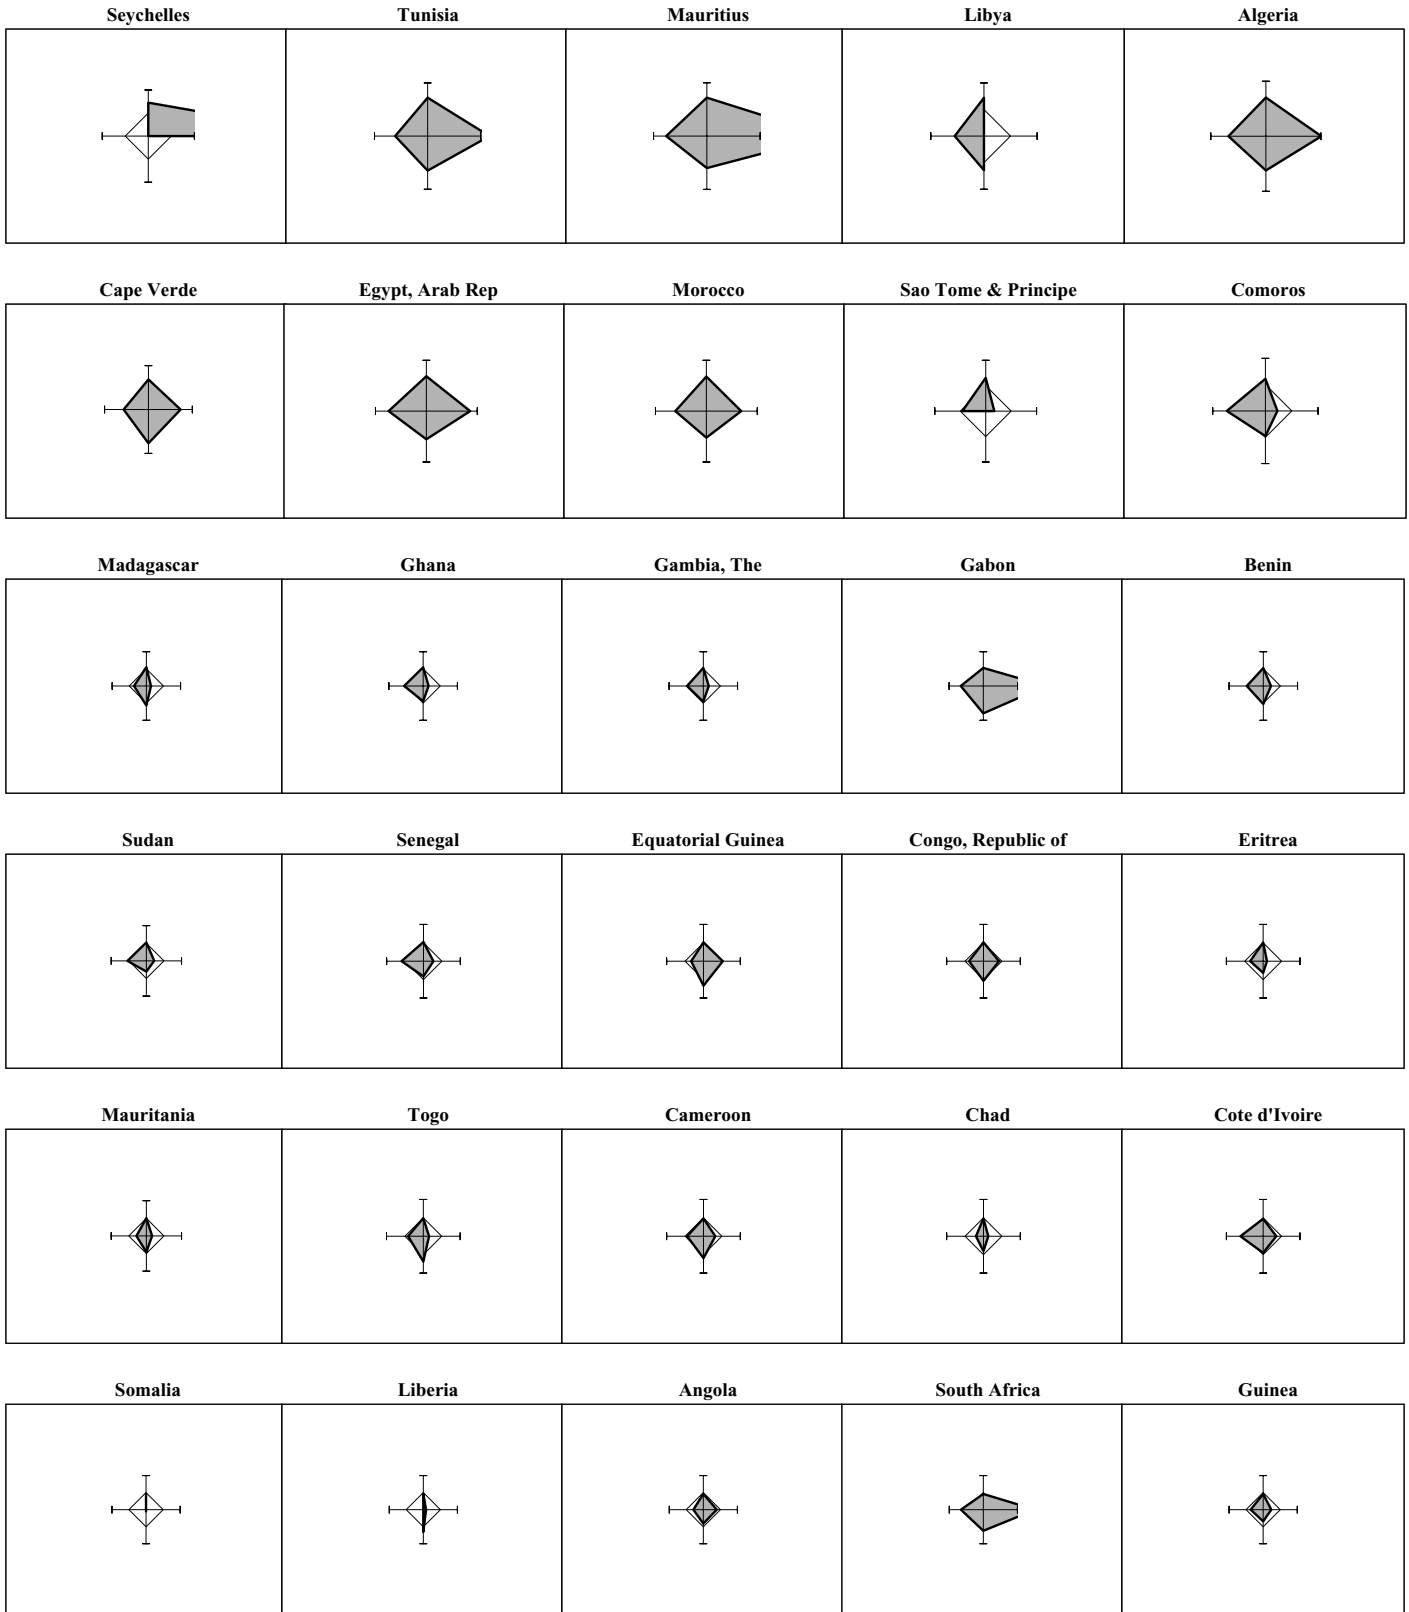 Seychelles Tunisia Mauritius Libya Algeria
Cape Verde Egypt, Arab Rep Morocco Sao Tome & Principe Comoros
Madagascar Ghana Gambia, The Gabon Benin
Sudan Senegal Equatorial Guinea Congo, Republic of Eritrea
Mauritania Togo Cameroon Chad Cote d'Ivoire
Somalia Liberia Angola South Africa Guinea